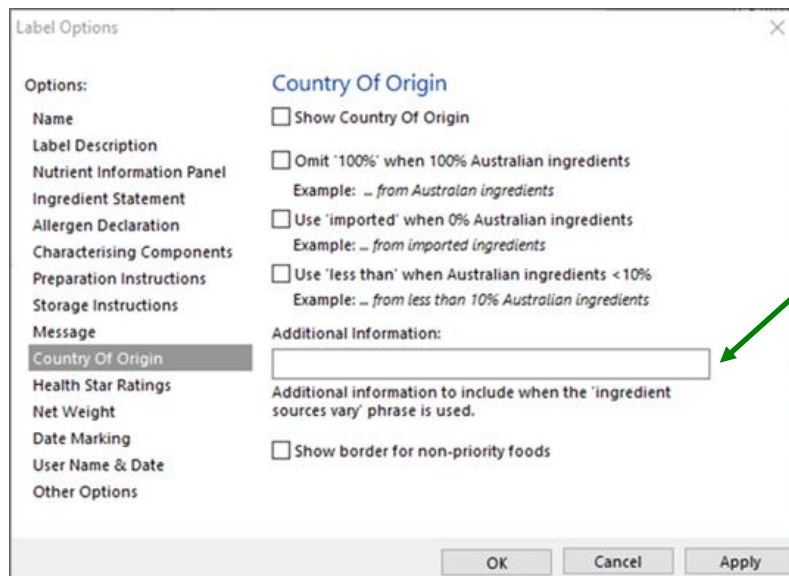 Label Options
Options:
Name
Label Description
Nutrient Information Panel
Ingredient Statement
Allergen Declaration
Characterising Components
Preparation Instructions
Storage Instructions
Message
Country Of Origin
Health Star Ratings
Net Weight
Date Marking
User Name & Date
Other Options
Country Of Origin
Show Country Of Origin
Omit '100%' when 100% Australian ingredients
Example: ... from Australan ingredients
Use 'imported' when 0% Australian ingredients
Example: ... from imported ingredients
Use 'less than' when Australian ingredients <10%
Example: ... from less than 10% Australian ingredients
Additional Information:
Additional information to include when the 'ingredient
sources vary' phrase is used.
Show border for non-priority foods
OK
Cancel
Apply